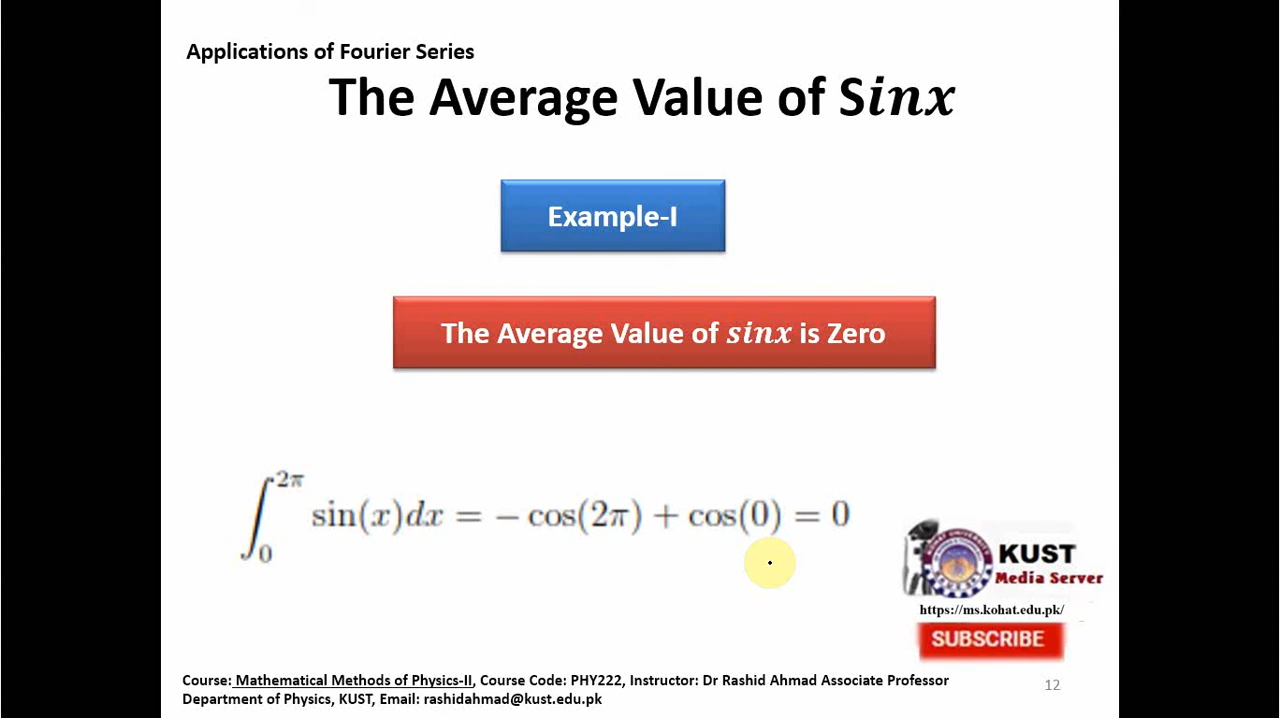 Applications of Fourier Series
The Average Value of Sinx
Example-I
The Average Value of sinx is Zero
∫₀^2π sin(x)dx = − cos(2π) + cos(0) = 0
KUST
Media Server
https://ms.kohat.edu.pk/
SUBSCRIBE
Course: Mathematical Methods of Physics-II, Course Code: PHY222, Instructor: Dr Rashid Ahmad Associate Professor
Department of Physics, KUST, Email: rashidahmad@kust.edu.pk
12